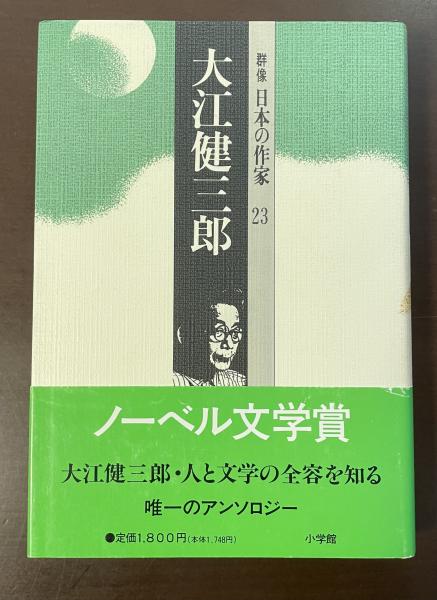 群像 日本の作家 23
大江健三郎
ノーベル文学賞
大江健三郎・人と文学の全容を知る
唯一のアンソロジー
●定価1,800円(本体1,748円) 小学館